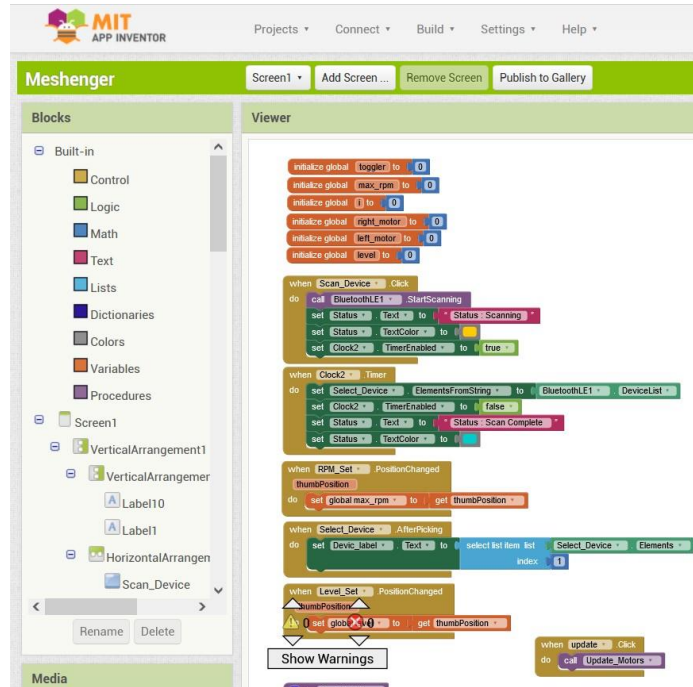 MIT
APP INVENTOR
Projects Connect Build Settings Help
Meshenger
Screen1 Add Screen ... Remove Screen Publish to Gallery
Blocks
Viewer
Built-in
Control
Logic
Math
Text
Lists
Dictionaries
Colors
Variables
Procedures
Screen1
VerticalArrangement1
VerticalArrangemer
Label10
Label1
HorizontalArrangen
Scan_Device
Rename Delete
Media
initialize global toggler to 0
initialize global max_rpm to 0
initialize global i to 0
initialize global right_motor to 0
initialize global left_motor to 0
initialize global level to 0
when Scan_Device .Click
do call BluetoothLE1 .StartScanning
set Status . Text to " Status : Scanning "
set Status . TextColor to
set Clock2 . TimerEnabled to true
when Clock2 .Timer
do set Select_Device . ElementsFromString to BluetoothLE1 . DeviceList
set Clock2 . TimerEnabled to false
set Status . Text to " Status : Scan Complete "
set Status . TextColor to
when RPM_Set .PositionChanged
thumbPosition
do set global max_rpm to get thumbPosition
when Select_Device .AfterPicking
do set Devic_label . Text to select list item list Select_Device . Elements
index 1
when Level_Set .PositionChanged
thumbPosition
do set to get thumbPosition
0 0
Show Warnings
when update .Click
do call Update_Motors